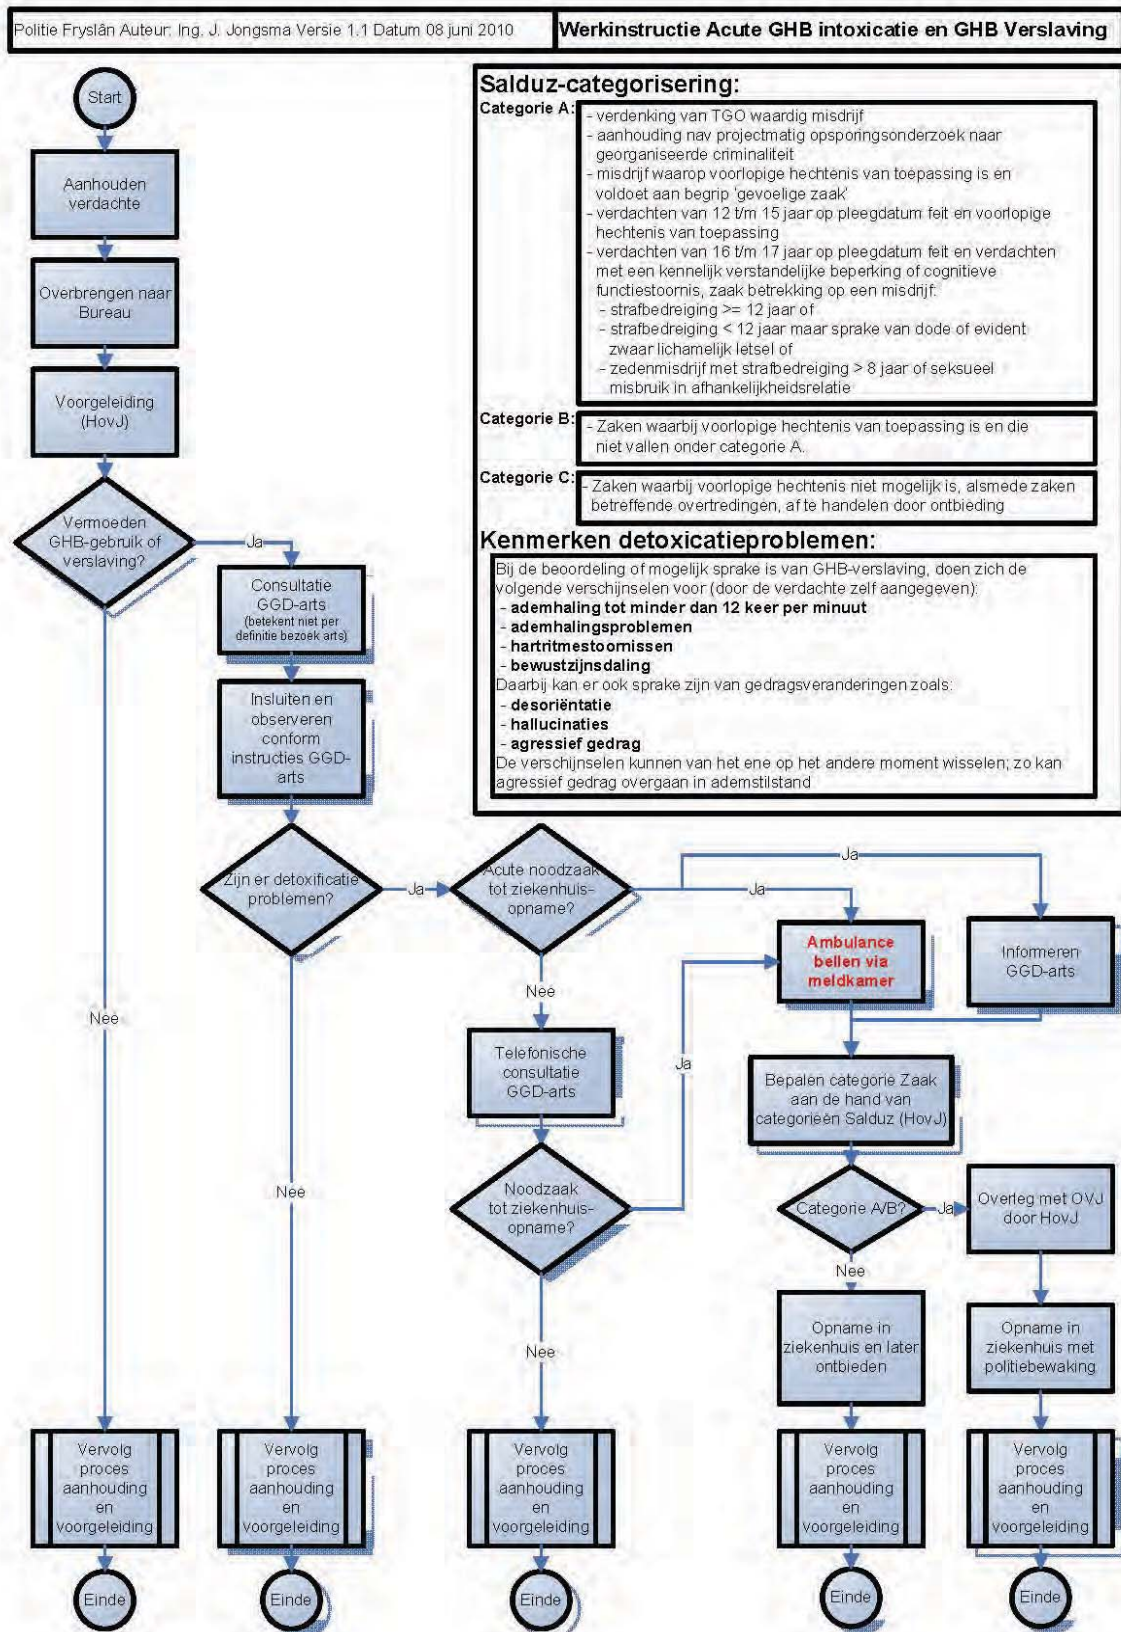 Politie Fryslân Auteur: Ing. J. Jongsma Versie 1.1 Datum 08 juni 2010
Werkinstructie Acute GHB intoxicatie en GHB Verslaving
Salduz-categorisering:
Categorie A:
- verdenking van TGO waardig misdrijf
- aanhouding nav projectmatig opsporingsonderzoek naar
georganiseerde criminaliteit
- misdrijf waarop voorlopige hechtenis van toepassing is en
voldoet aan begrip 'gevoelige zaak'
- verdachten van 12 t/m 15 jaar op pleegdatum feit en voorlopige
hechtenis van toepassing
- verdachten van 16 t/m 17 jaar op pleegdatum feit en verdachten
met een kennelijk verstandelijke beperking of cognitieve
functiestoornis, zaak betrekking op een misdrijf:
- strafbedreiging >= 12 jaar of
- strafbedreiging < 12 jaar maar sprake van dode of evident
zwaar lichamelijk letsel of
- zedenmisdrijf met strafbedreiging > 8 jaar of seksueel
misbruik in afhankelijkheidsrelatie
Categorie B:
- Zaken waarbij voorlopige hechtenis van toepassing is en die
niet vallen onder categorie A.
Categorie C:
- Zaken waarbij voorlopige hechtenis niet mogelijk is, alsmede zaken
betreffende overtredingen, af te handelen door ontbieding
Kenmerken detoxicatieproblemen:
Bij de beoordeling of mogelijk sprake is van GHB-verslaving, doen zich de
volgende verschijnselen voor (door de verdachte zelf aangegeven):
- ademhaling tot minder dan 12 keer per minuut
- ademhalingsproblemen
- hartritmestoornissen
- bewustzijnsdaling
Daarbij kan er ook sprake zijn van gedragsveranderingen zoals:
- desoriëntatie
- hallucinaties
- agressief gedrag
De verschijnselen kunnen van het ene op het andere moment wisselen; zo kan
agressief gedrag overgaan in ademstilstand
Start
Aanhouden
verdachte
Overbrengen naar
Bureau
Voorgeleiding
(HovJ)
Vermoeden
GHB-gebruik of
verslaving?
Ja
Nee
Consultatie
GGD-arts
(betekent niet per
definitie bezoek arts)
Insluiten en
observeren
conform
instructies GGD-
arts
Zijn er detoxificatie
problemen?
Ja
Nee
Acute noodzaak
tot ziekenhuis-
opname?
Ja
Ja
Nee
Ambulance
bellen via
meldkamer
Informeren
GGD-arts
Telefonische
consultatie
GGD-arts
Noodzaak
tot ziekenhuis-
opname?
Ja
Nee
Bepalen categorie Zaak
aan de hand van
categorieën Salduz (HovJ)
Categorie A/B?
Ja
Nee
Overleg met OVJ
door HovJ
Opname in
ziekenhuis en later
ontbieden
Opname in
ziekenhuis met
politiebewaking
Vervolg
proces
aanhouding
en
voorgeleiding
Vervolg
proces
aanhouding
en
voorgeleiding
Vervolg
proces
aanhouding
en
voorgeleiding
Vervolg
proces
aanhouding
en
voorgeleiding
Vervolg
proces
aanhouding
en
voorgeleiding
Einde
Einde
Einde
Einde
Einde